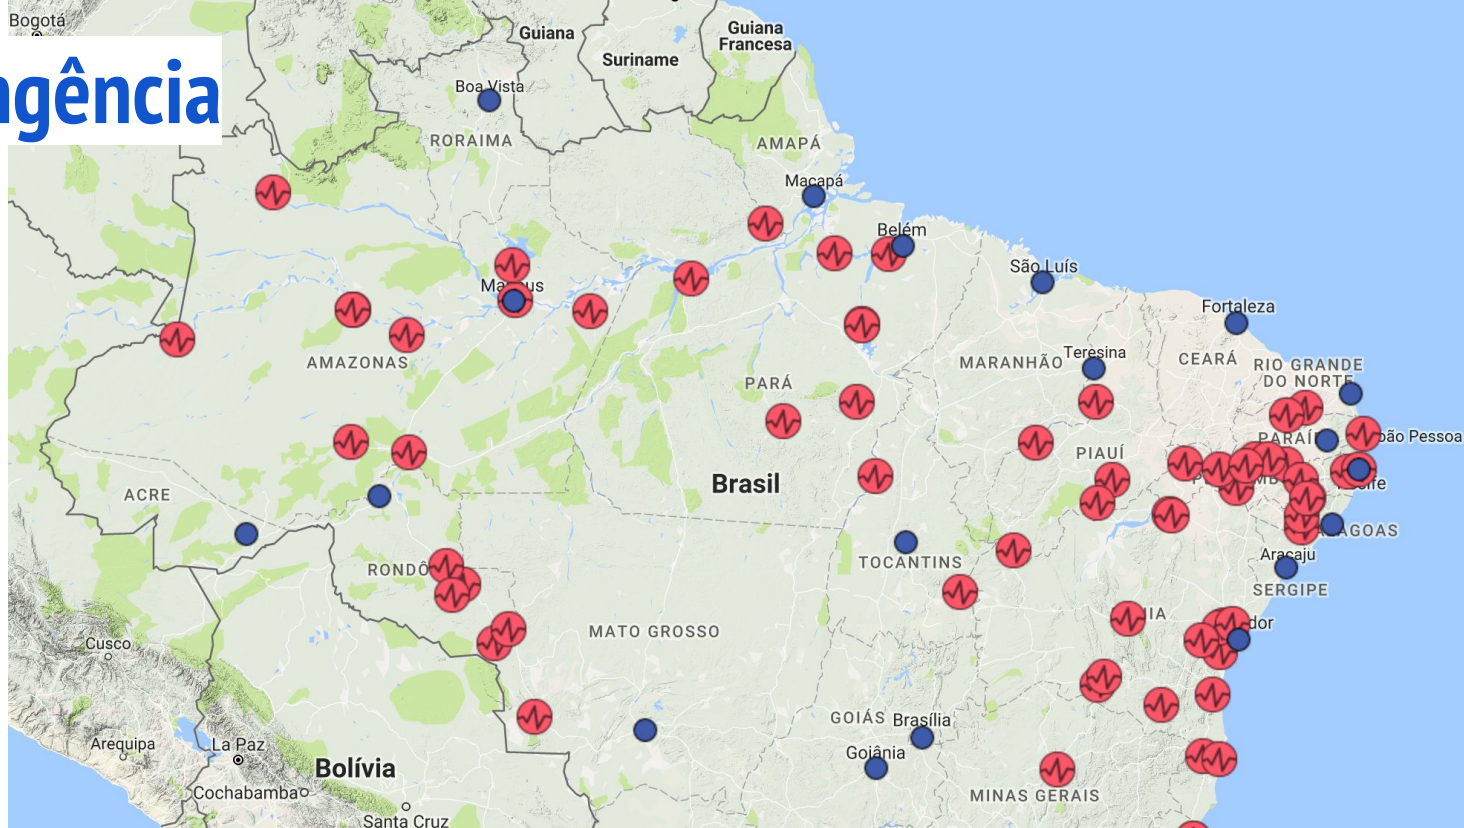 Bogotá
agência
Guiana
Suriname
Guiana
Francesa
Boa Vista
RORAIMA
AMAPÁ
Macapá
Belém
São Luís
Fortaleza
Teresina
MARANHÃO
CEARÁ
RIO GRANDE
DO NORTE
AMAZONAS
PARÁ
PIAUÍ
Brasil
ACRE
TOCANTINS
Aracaju
SERGIPE
MATO GROSSO
Cusco
GOIÁS
Brasília
Goiânia
Arequipa
La Paz
Bolívia
Cochabamba
MINAS GERAIS
Santa Cruz